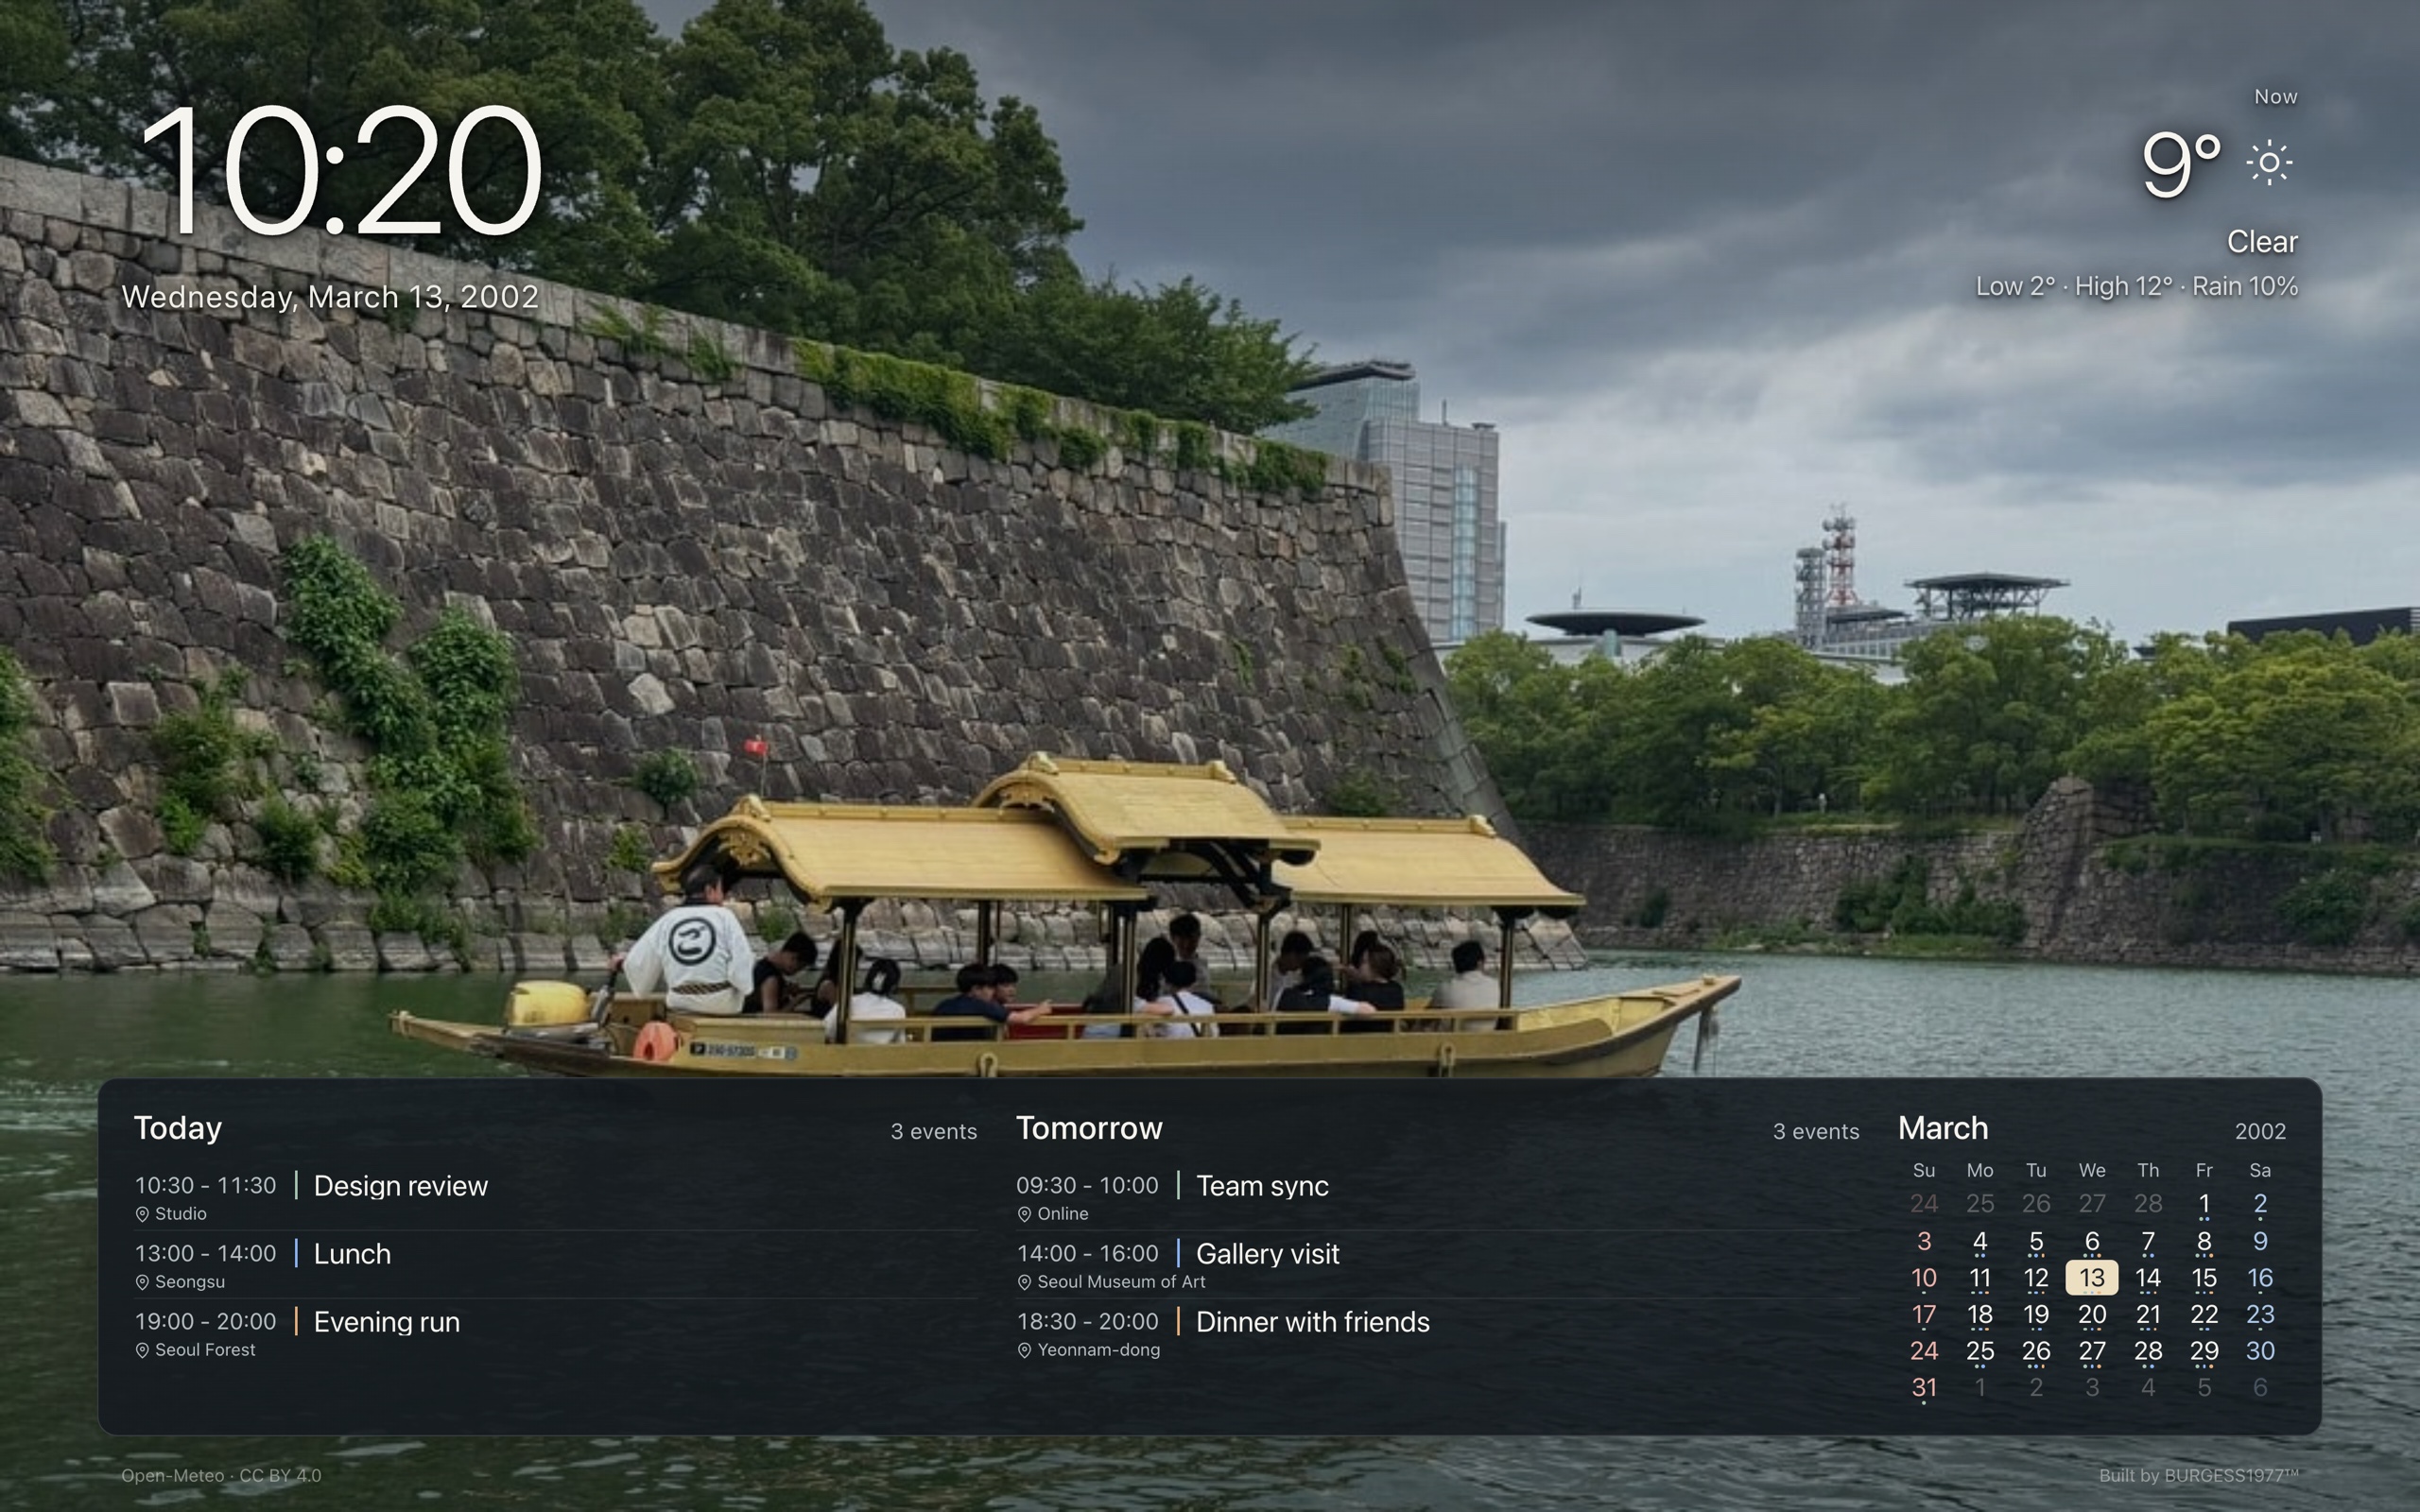 10:20
Wednesday, March 13, 2002
Now
9°
Clear
Low 2° · High 12° · Rain 10%
ご
Today 3 events
10:30 - 11:30 Design review
Studio
13:00 - 14:00 Lunch
Seongsu
19:00 - 20:00 Evening run
Seoul Forest
Tomorrow 3 events
09:30 - 10:00 Team sync
Online
14:00 - 16:00 Gallery visit
Seoul Museum of Art
18:30 - 20:00 Dinner with friends
Yeonnam-dong
March 2002
Su Mo Tu We Th Fr Sa
24 25 26 27 28 1 2
3 4 5 6 7 8 9
10 11 12 13 14 15 16
17 18 19 20 21 22 23
24 25 26 27 28 29 30
31 1 2 3 4 5 6
Open-Meteo · CC BY 4.0
Built by BURGESS1977™